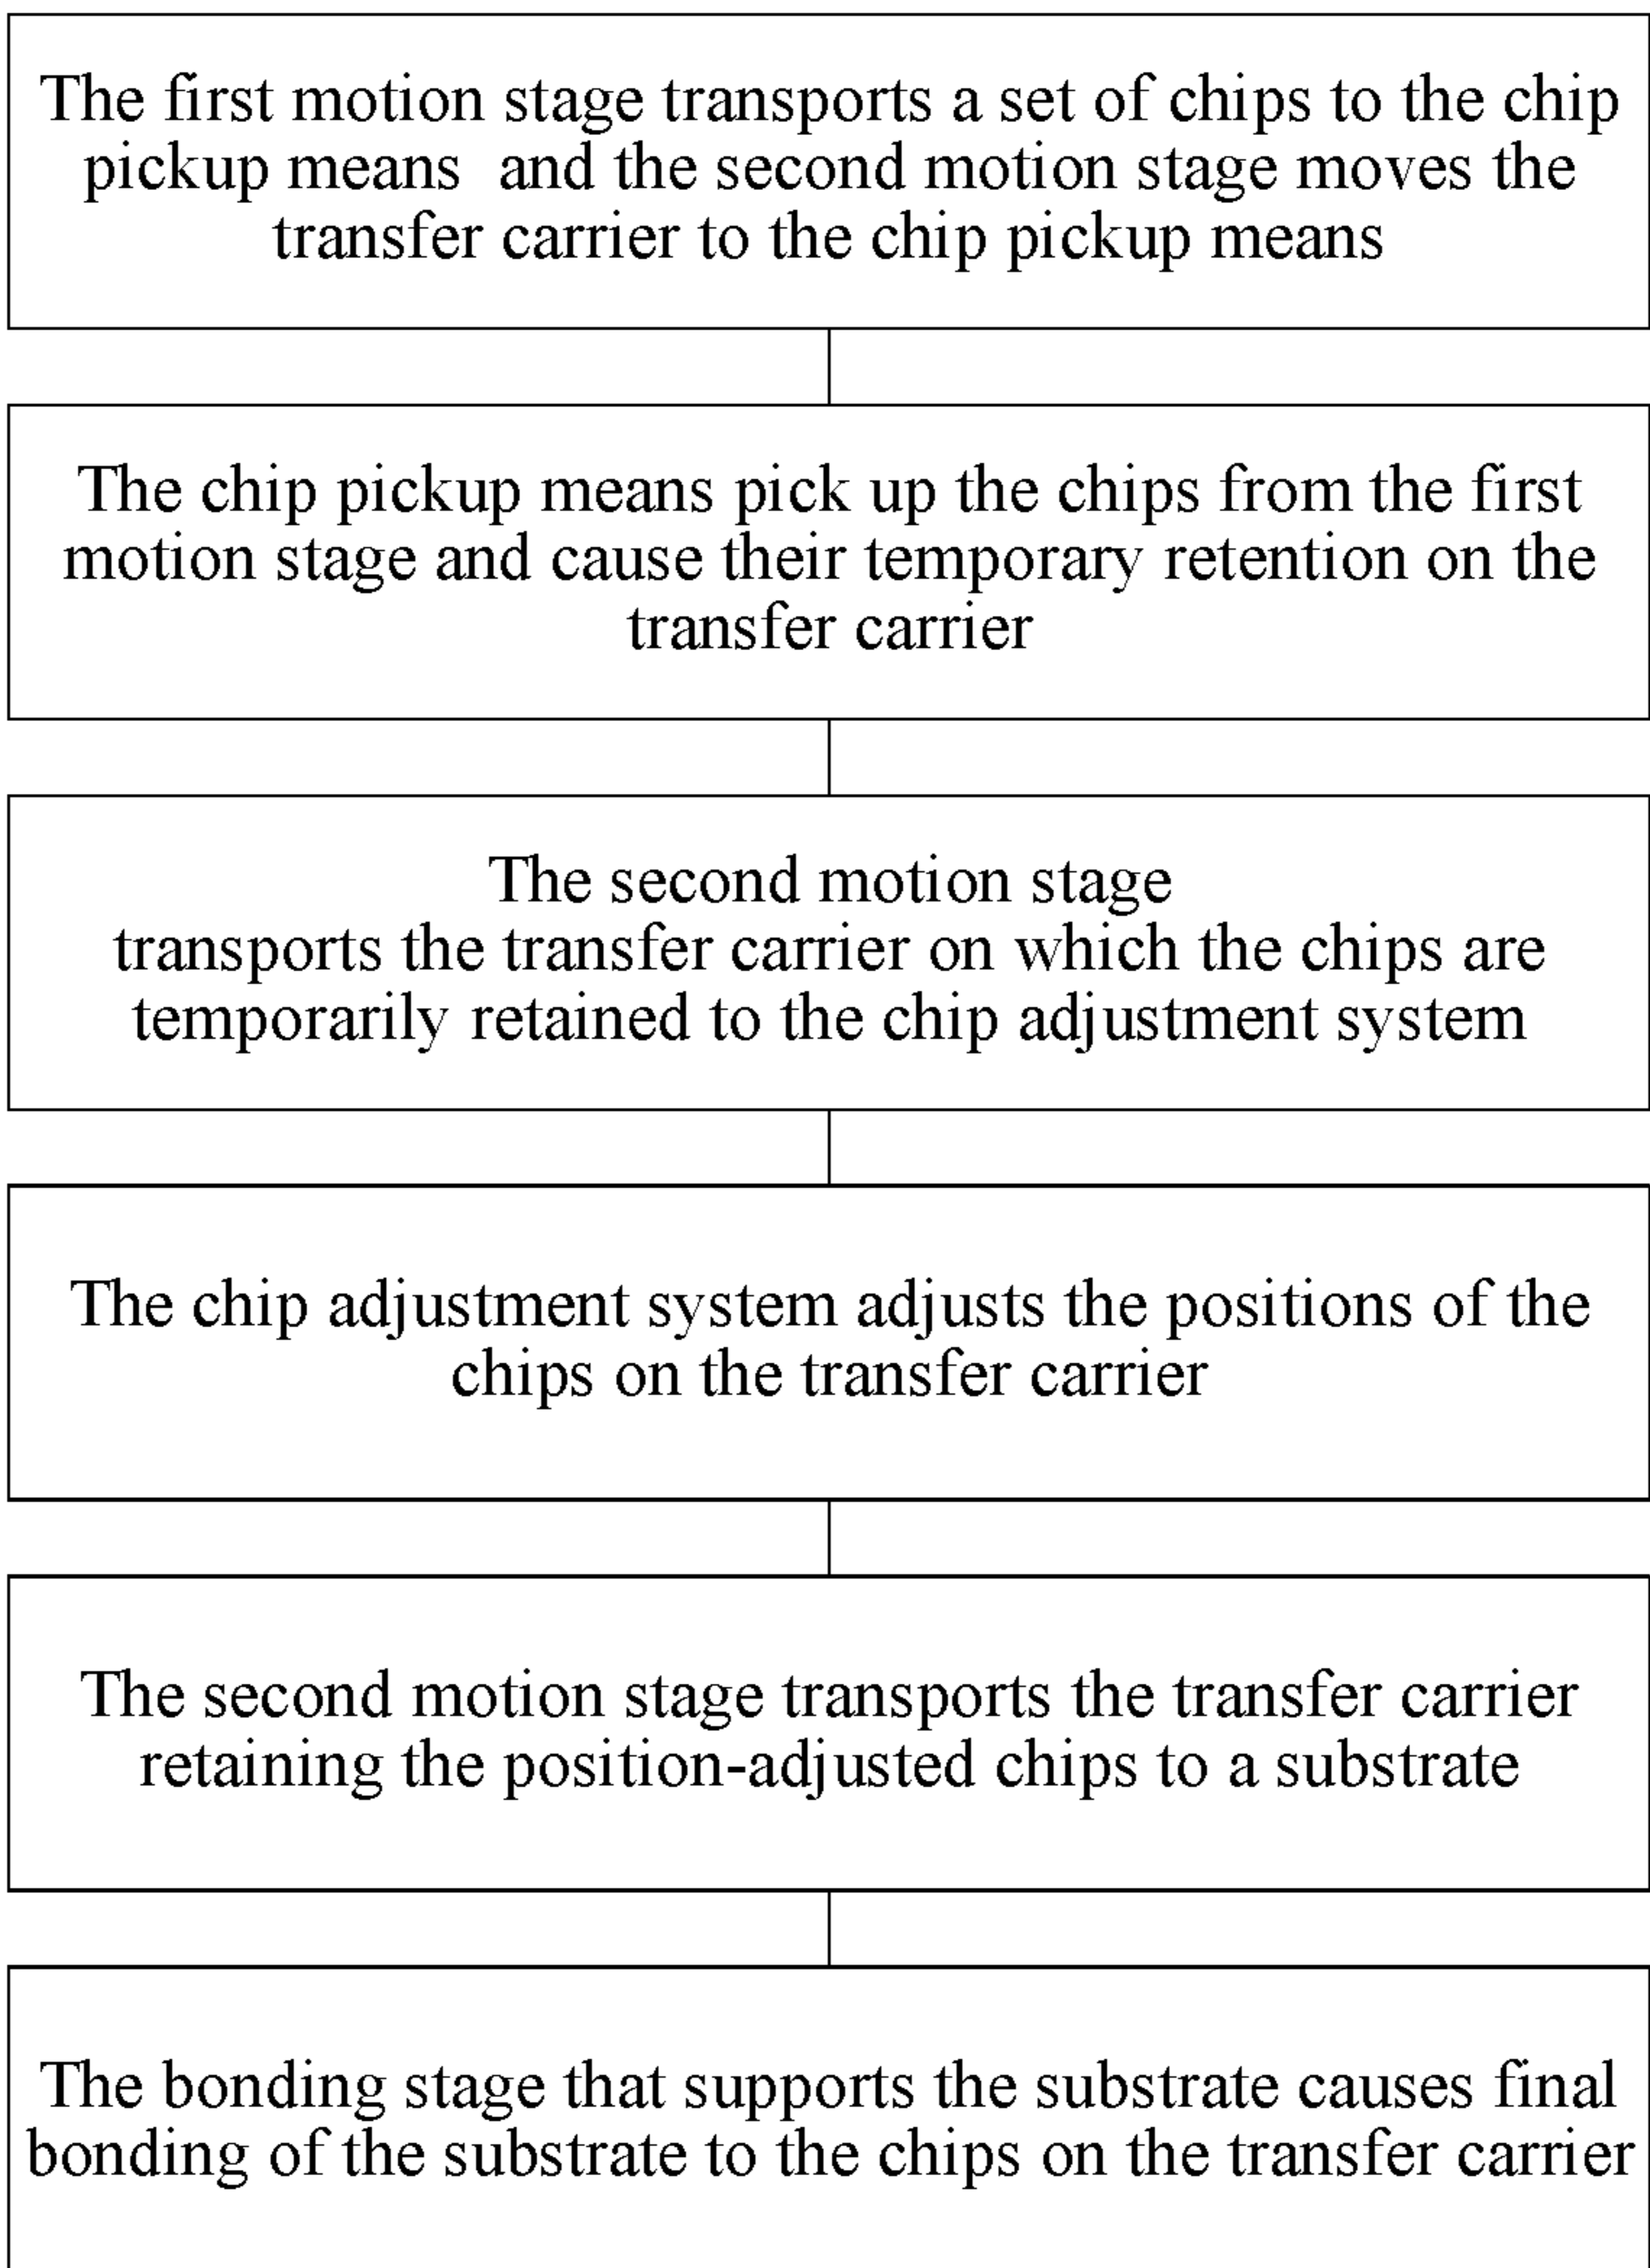 The first motion stage transports a set of chips to the chip
pickup means  and the second motion stage moves the
transfer carrier to the chip pickup means
The chip pickup means pick up the chips from the first
motion stage and cause their temporary retention on the
transfer carrier
The second motion stage
transports the transfer carrier on which the chips are
temporarily retained to the chip adjustment system
The chip adjustment system adjusts the positions of the
chips on the transfer carrier
The second motion stage transports the transfer carrier
retaining the position-adjusted chips to a substrate
The bonding stage that supports the substrate causes final
bonding of the substrate to the chips on the transfer carrier